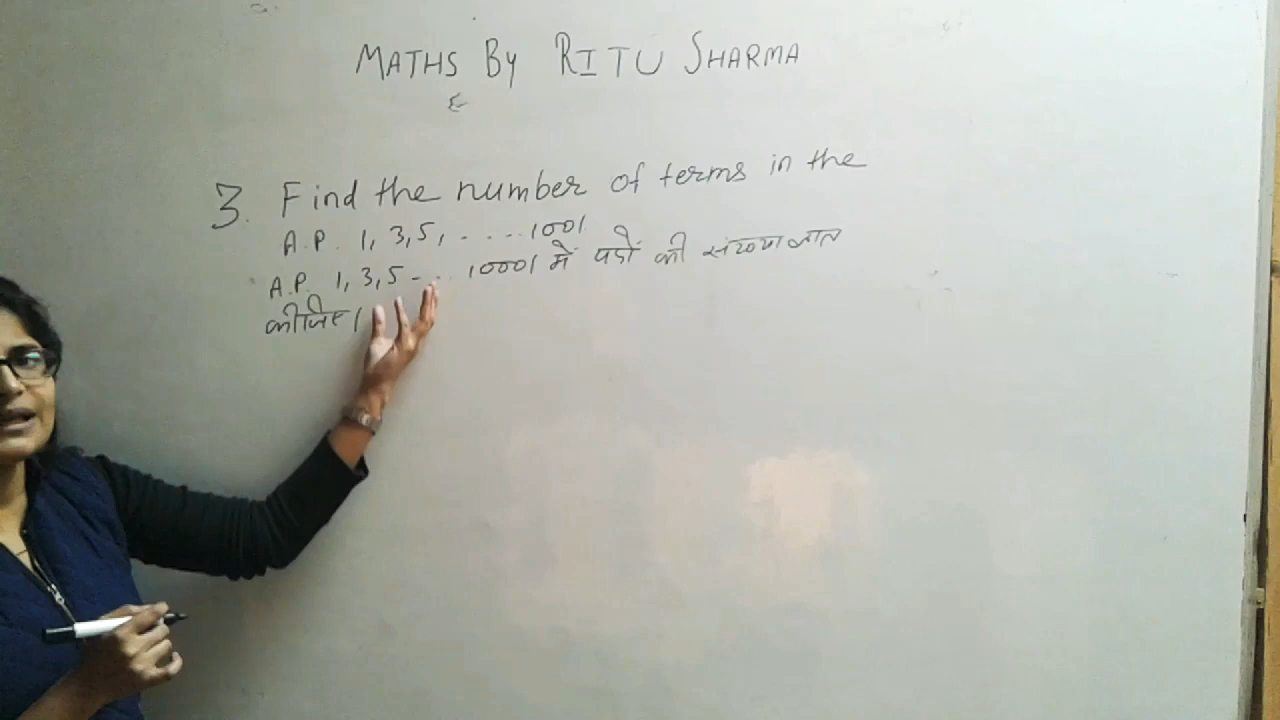 MATHS By RITU SHARMA
3. Find the number of terms in the
A.P. 1, 3, 5, ..... 1001
A.P. 1, 3, 5 - .. 10001 में पदों की संख्या ज्ञात
कीजिए।